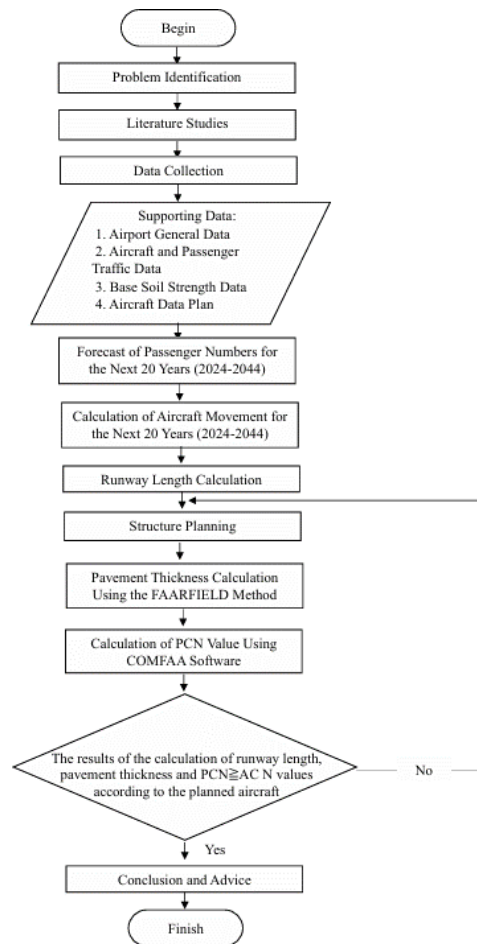 Begin
Problem Identification
Literature Studies
Data Collection
Supporting Data:
1. Airport General Data
2. Aircraft and Passenger
Traffic Data
3. Base Soil Strength Data
4. Aircraft Data Plan
Forecast of Passenger Numbers for
the Next 20 Years (2024-2044)
Calculation of Aircraft Movement for
the Next 20 Years (2024-2044)
Runway Length Calculation
Structure Planning
Pavement Thickness Calculation
Using the FAARFIELD Method
Calculation of PCN Value Using
COMFAA Software
The results of the calculation of runway length,
pavement thickness and PCN≧AC N values
according to the planned aircraft
No
Yes
Conclusion and Advice
Finish